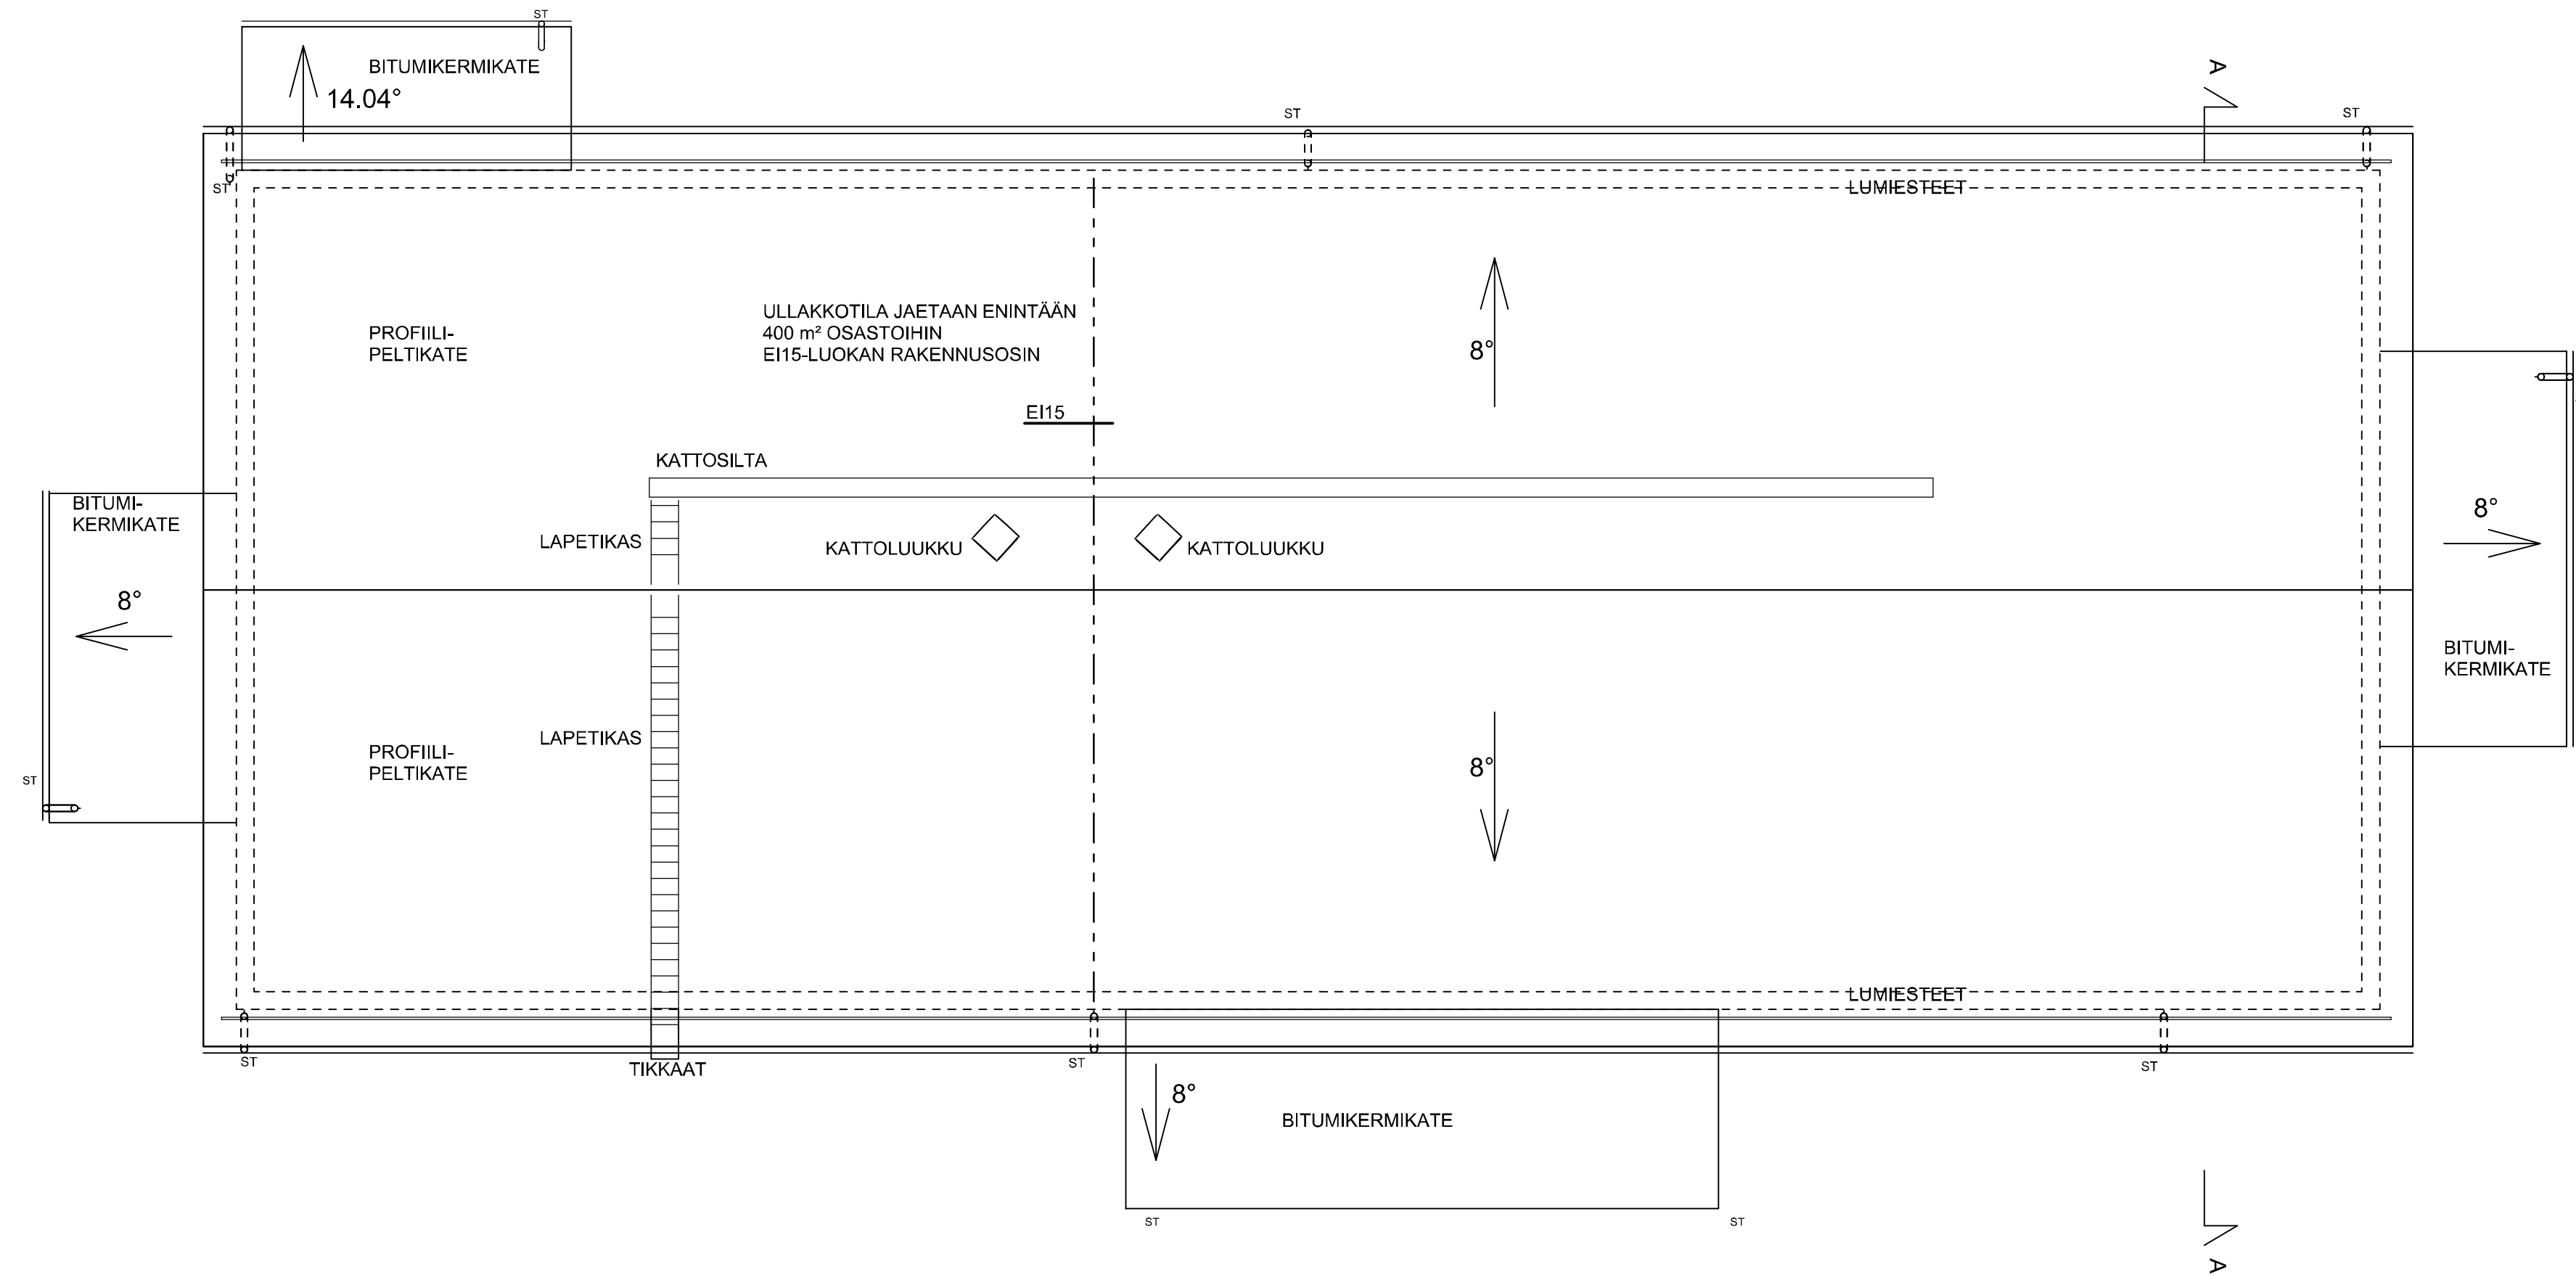 ST
BITUMIKERMIKATE
14.04°
A
ST
ST
ST
LUMIESTEET
ULLAKKOTILA JAETAAN ENINTÄÄN
400 m² OSASTOIHIN
EI15-LUOKAN RAKENNUSOSIN
PROFIILI-
PELTIKATE
8°
EI15
KATTOSILTA
BITUMI-
KERMIKATE
8°
LAPETIKAS
KATTOLUUKKU
KATTOLUUKKU
8°
BITUMI-
KERMIKATE
LAPETIKAS
PROFIILI-
PELTIKATE
8°
ST
LUMIESTEET
ST
TIKKAAT
ST
ST
8°
BITUMIKERMIKATE
ST
ST
A